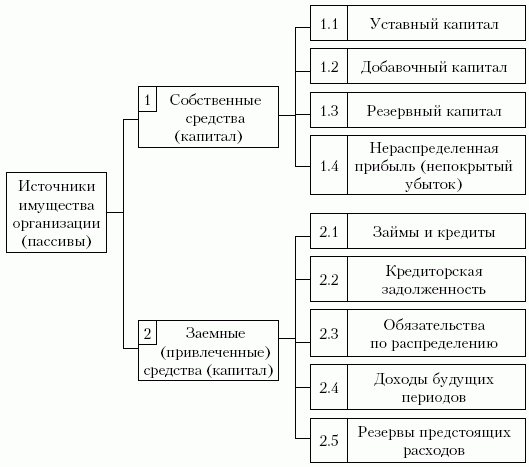 Источники
имущества
организации
(пассивы)
1
Собственные
средства
(капитал)
1.1 Уставный капитал
1.2 Добавочный капитал
1.3 Резервный капитал
1.4
Нераспределенная
прибыль (непокрытый
убыток)
2
Заемные
(привлеченные)
средства (капитал)
2.1 Займы и кредиты
2.2
Кредиторская
задолженность
2.3
Обязательства
по распределению
2.4
Доходы будущих
периодов
2.5
Резервы предстоящих
расходов